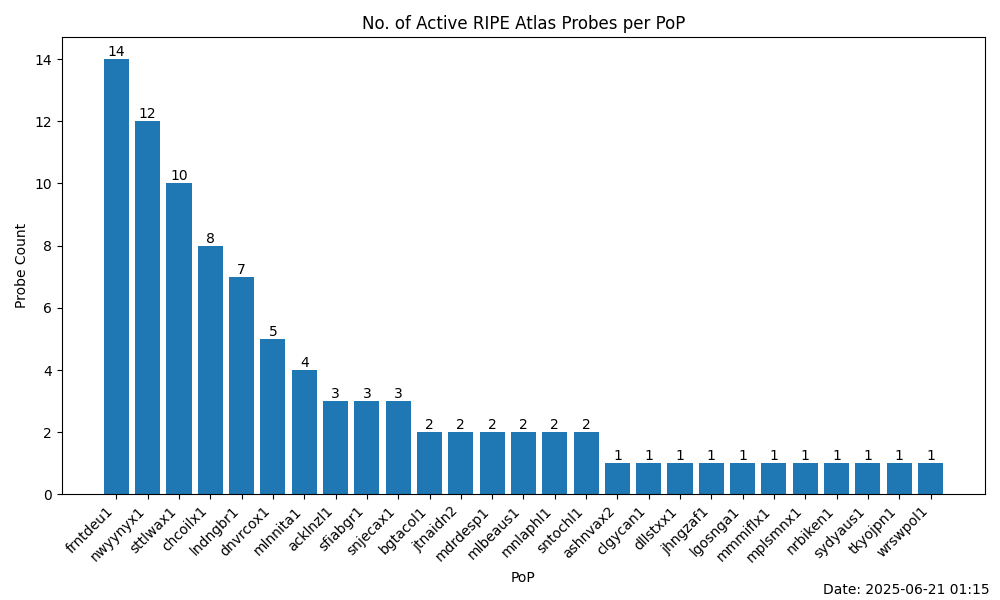 No. of Active RIPE Atlas Probes per PoP
Probe Count
14
12
10
8
6
4
2
0
14
12
10
8
7
5
4
3
3
3
2
2
2
2
2
2
1
1
1
1
1
1
1
1
1
1
1
frntdeu1
nwyynyx1
sttlwax1
chcoilx1
lndngbr1
dnvrcox1
mlnnita1
acklnzl1
sfiabgr1
snjecax1
bgtacol1
jtnaidn2
mdrdesp1
mlbeaus1
mnlaphl1
sntochl1
ashnvax2
clgycan1
dllstxx1
jhngzaf1
lgosnga1
mmmiflx1
mplsmnx1
nrbiken1
sydyaus1
tkyojpn1
wrswpol1
PoP
Date: 2025-06-21 01:15